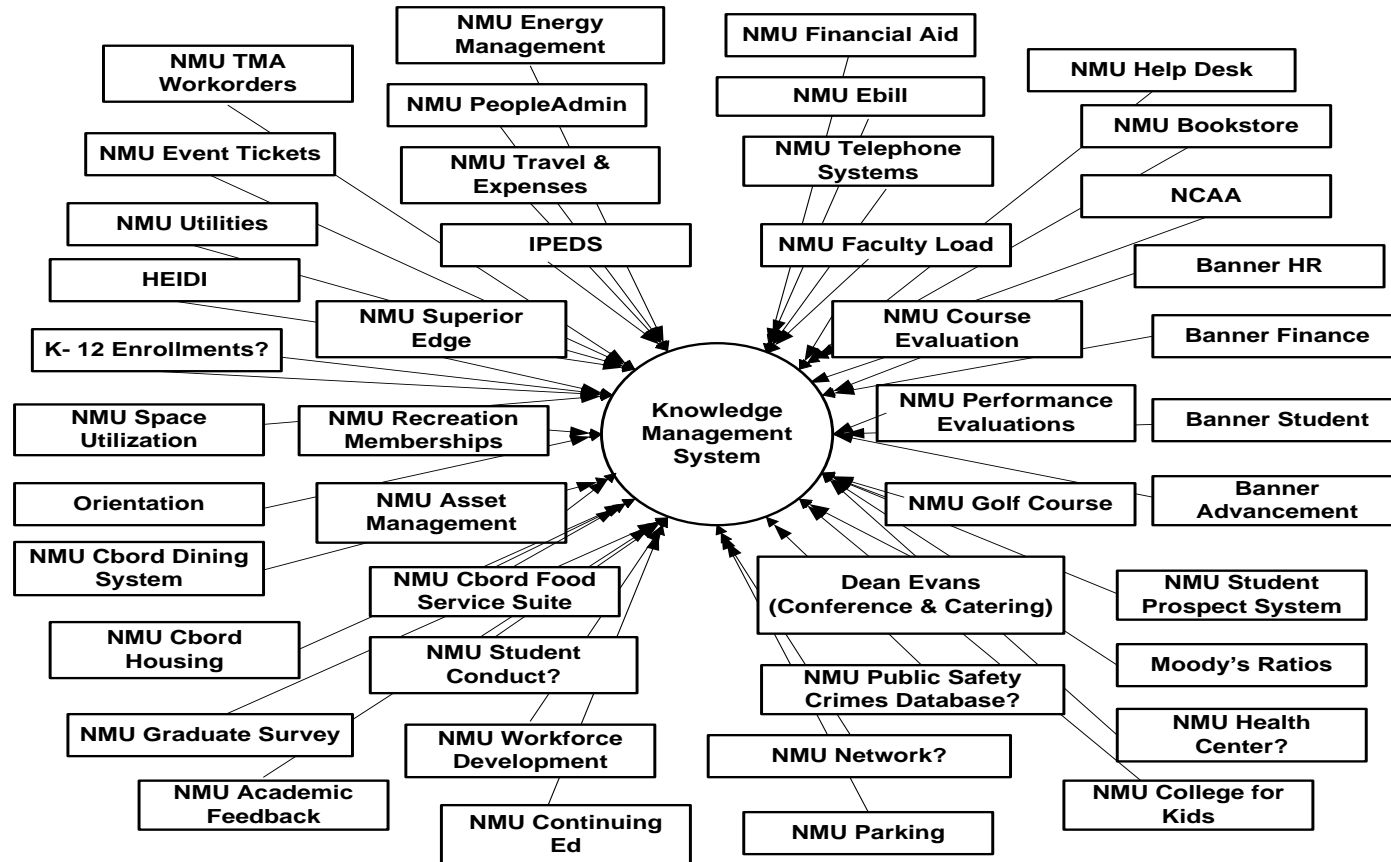 NMU Energy
Management
NMU Financial Aid
NMU TMA
Workorders
NMU Help Desk
NMU PeopleAdmin
NMU Ebill
NMU Bookstore
NMU Event Tickets
NMU Travel &
Expenses
NMU Telephone
Systems
NCAA
NMU Utilities
IPEDS
NMU Faculty Load
Banner HR
HEIDI
NMU Superior
Edge
NMU Course
Evaluation
Banner Finance
K- 12 Enrollments?
NMU Space
Utilization
NMU Recreation
Memberships
Knowledge
Management
System
NMU Performance
Evaluations
Banner Student
Orientation
NMU Asset
Management
NMU Golf Course
Banner
Advancement
NMU Cbord Dining
System
NMU Cbord Food
Service Suite
Dean Evans
(Conference & Catering)
NMU Student
Prospect System
NMU Cbord
Housing
NMU Student
Conduct?
Moody's Ratios
NMU Public Safety
Crimes Database?
NMU Graduate Survey
NMU Workforce
Development
NMU Network?
NMU Health
Center?
NMU Academic
Feedback
NMU College for
Kids
NMU Continuing
Ed
NMU Parking